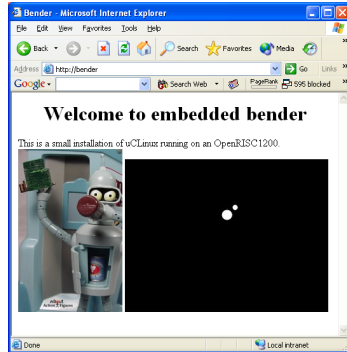 Bender - Microsoft Internet Explorer
File Edit View Favorites Tools Help
Back Search Favorites Media
Address http://bender Go Links
Google Search Web PageRank 595 blocked
Welcome to embedded bender
This is a small installation of uCLinux running on an OpenRISC1200.
Done Local intranet